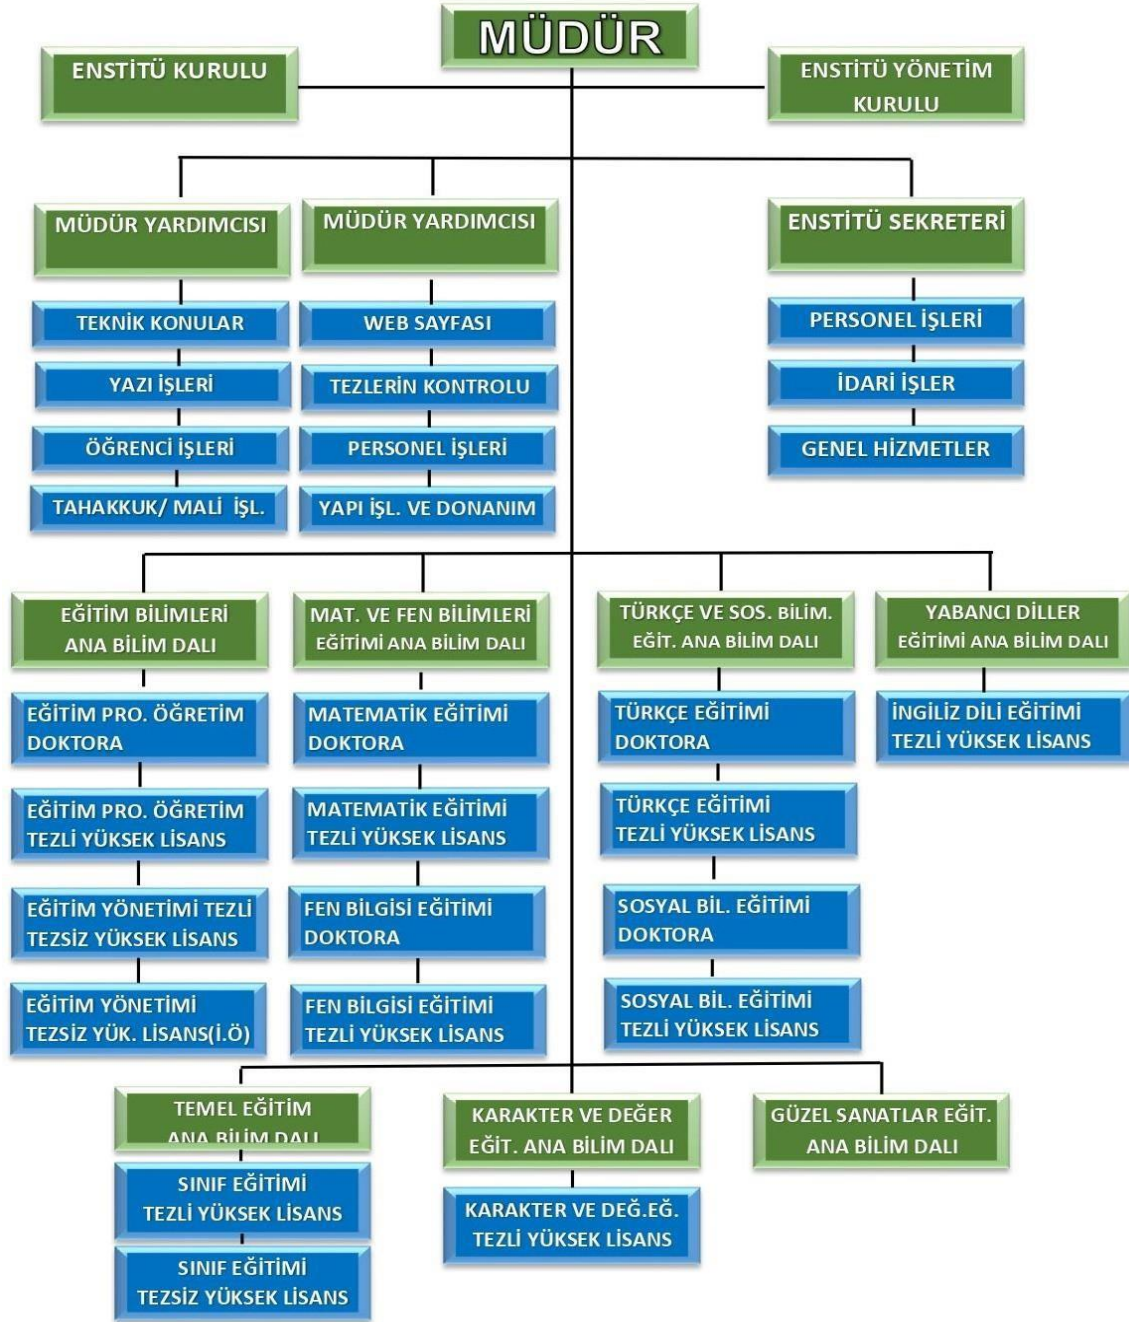 MÜDÜR
ENSTİTÜ KURULU
ENSTİTÜ YÖNETİM
KURULU
MÜDÜR YARDIMCISI
MÜDÜR YARDIMCISI
ENSTİTÜ SEKRETERİ
TEKNİK KONULAR
YAZI İŞLERİ
ÖĞRENCİ İŞLERİ
TAHAKKUK/ MALİ İŞL.
WEB SAYFASI
TEZLERİN KONTROLU
PERSONEL İŞLERİ
YAPI İŞL. VE DONANIM
PERSONEL İŞLERİ
İDARİ İŞLER
GENEL HİZMETLER
EĞİTİM BİLİMLERİ
ANA BİLİM DALI
EĞİTİM PRO. ÖĞRETİM
DOKTORA
EĞİTİM PRO. ÖĞRETİM
TEZLİ YÜKSEK LİSANS
EĞİTİM YÖNETİMİ TEZLİ
TEZSİZ YÜKSEK LİSANS
EĞİTİM YÖNETİMİ
TEZSİZ YÜK. LİSANS(İ.Ö)
MAT. VE FEN BİLİMLERİ
EĞİTİMİ ANA BİLİM DALI
MATEMATİK EĞİTİMİ
DOKTORA
MATEMATİK EĞİTİMİ
TEZLİ YÜKSEK LİSANS
FEN BİLGİSİ EĞİTİMİ
DOKTORA
FEN BİLGİSİ EĞİTİMİ
TEZLİ YÜKSEK LİSANS
TÜRKÇE VE SOS. BİLİM.
EĞİT. ANA BİLİM DALI
TÜRKÇE EĞİTİMİ
DOKTORA
TÜRKÇE EĞİTİMİ
TEZLİ YÜKSEK LİSANS
SOSYAL BİL. EĞİTİMİ
DOKTORA
SOSYAL BİL. EĞİTİMİ
TEZLİ YÜKSEK LİSANS
YABANCI DİLLER
EĞİTİMİ ANA BİLİM DALI
İNGİLİZ DİLİ EĞİTİMİ
TEZLİ YÜKSEK LİSANS
TEMEL EĞİTİM
ANA BİLİM DALI
SINIF EĞİTİMİ
TEZLİ YÜKSEK LİSANS
SINIF EĞİTİMİ
TEZSİZ YÜKSEK LİSANS
KARAKTER VE DEĞER
EĞİT. ANA BİLİM DALI
KARAKTER VE DEĞ.EĞ.
TEZLİ YÜKSEK LİSANS
GÜZEL SANATLAR EĞİT.
ANA BİLİM DALI